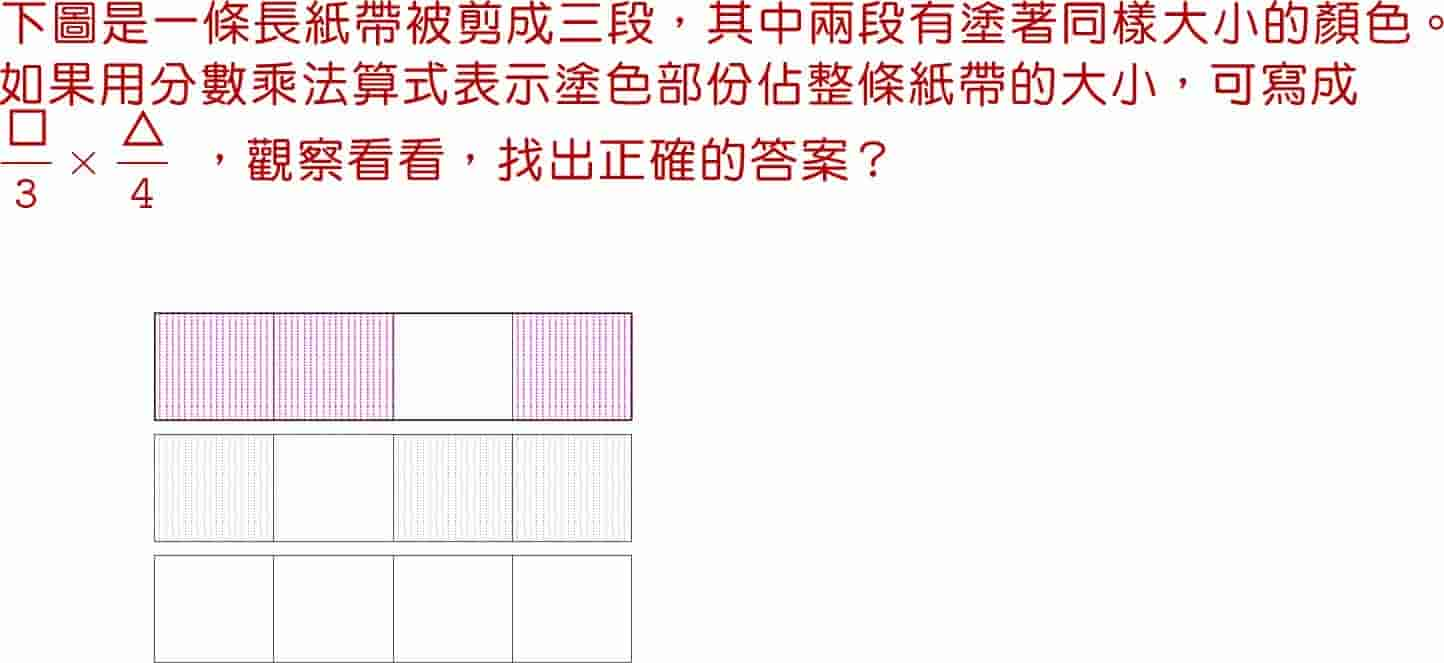 下圖是一條長紙帶被剪成三段，其中兩段有塗著同樣大小的顏色。
如果用分數乘法算式表示塗色部份佔整條紙帶的大小，可寫成
□/3 × △/4 ，觀察看看，找出正確的答案？